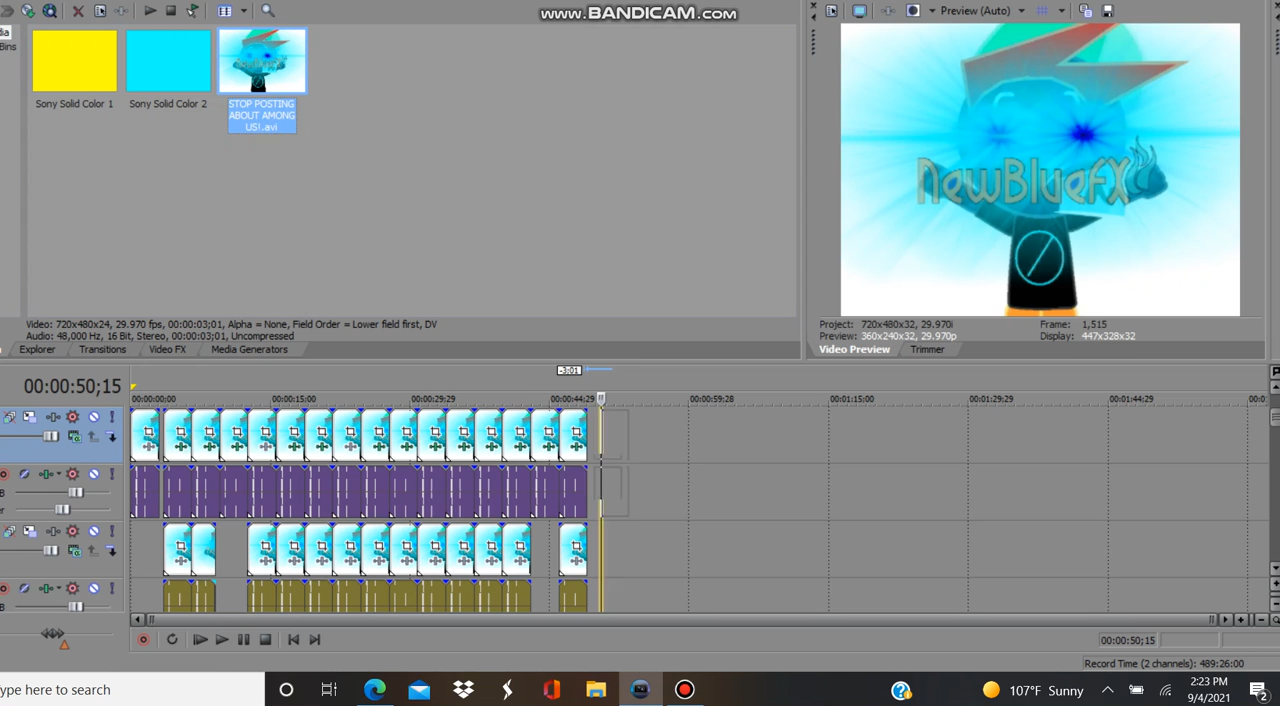 www.BANDICAM.com
Preview (Auto)
Bins
Sony Solid Color 1
Sony Solid Color 2
STOP POSTING
ABOUT AMONG
US!.avi
NewBlueFX
Video: 720x480x24, 29.970 fps, 00:00:03;01, Alpha = None, Field Order = Lower field first, DV
Audio: 48,000 Hz, 16 Bit, Stereo, 00:00:03;01, Uncompressed
Project: 720x480x32, 29.970i
Frame: 1,515
Preview: 360x240x32, 29.970p
Display: 447x328x32
Explorer
Transitions
Video FX
Media Generators
Video Preview
Trimmer
00:00:50;15
-3:01
00:00:00:00
00:00:15:00
00:00:29:29
00:00:44:29
00:00:59:28
00:01:15:00
00:01:29:29
00:01:44:29
00:00:50;15
Record Time (2 channels): 489:26:00
Type here to search
107°F Sunny
2:23 PM
9/4/2021
2